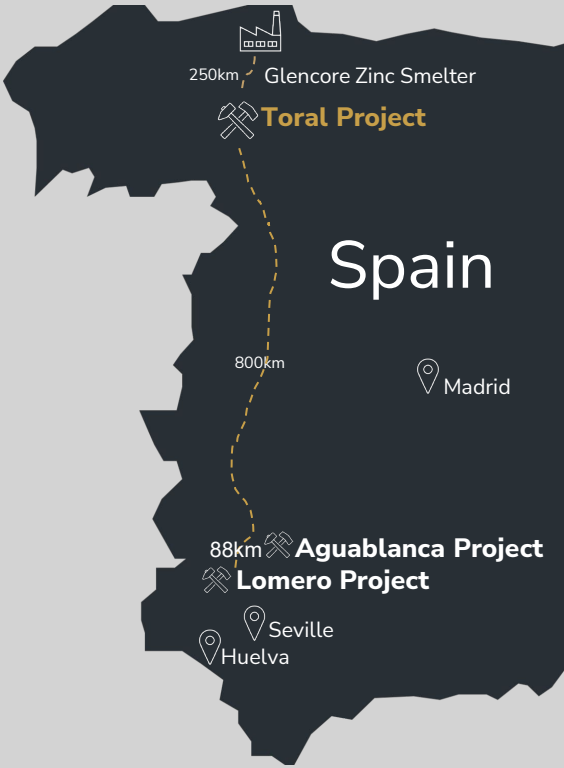 250km
Glencore Zinc Smelter
Toral Project
Spain
800km
Madrid
88km
Aguablanca Project
Lomero Project
Seville
Huelva